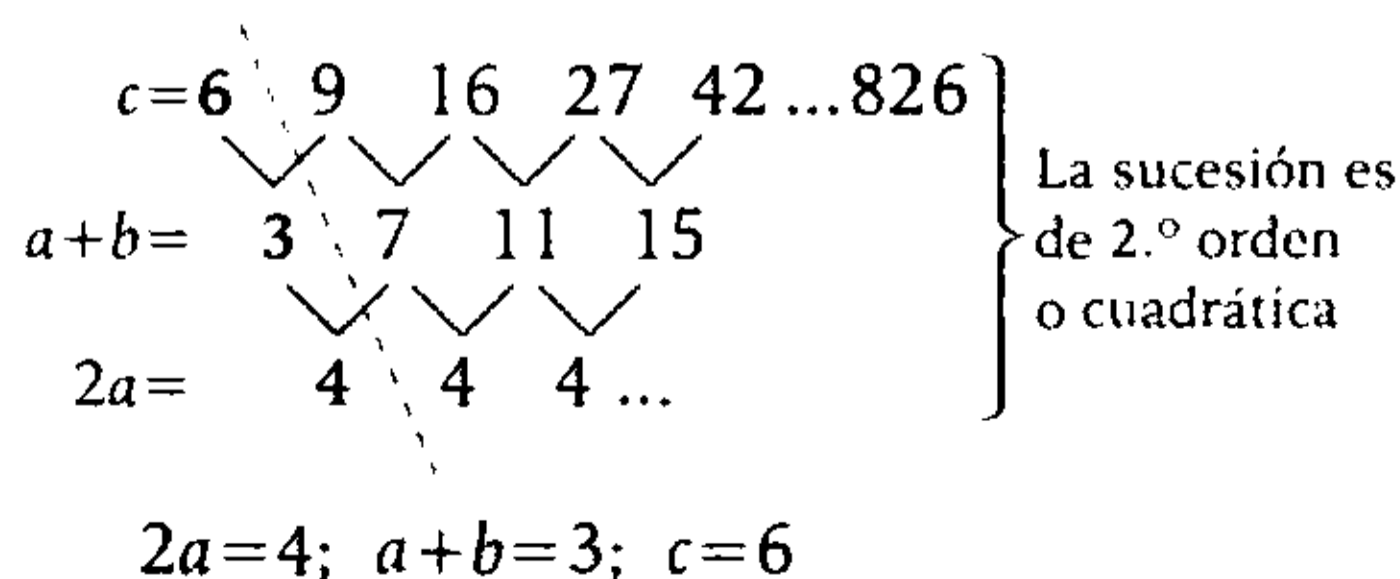 c=6 9 16 27 42 ...826
a+b= 3 7 11 15
2a= 4 4 4 ...
La sucesión es
de 2.º orden
o cuadrática
2a=4; a+b=3; c=6